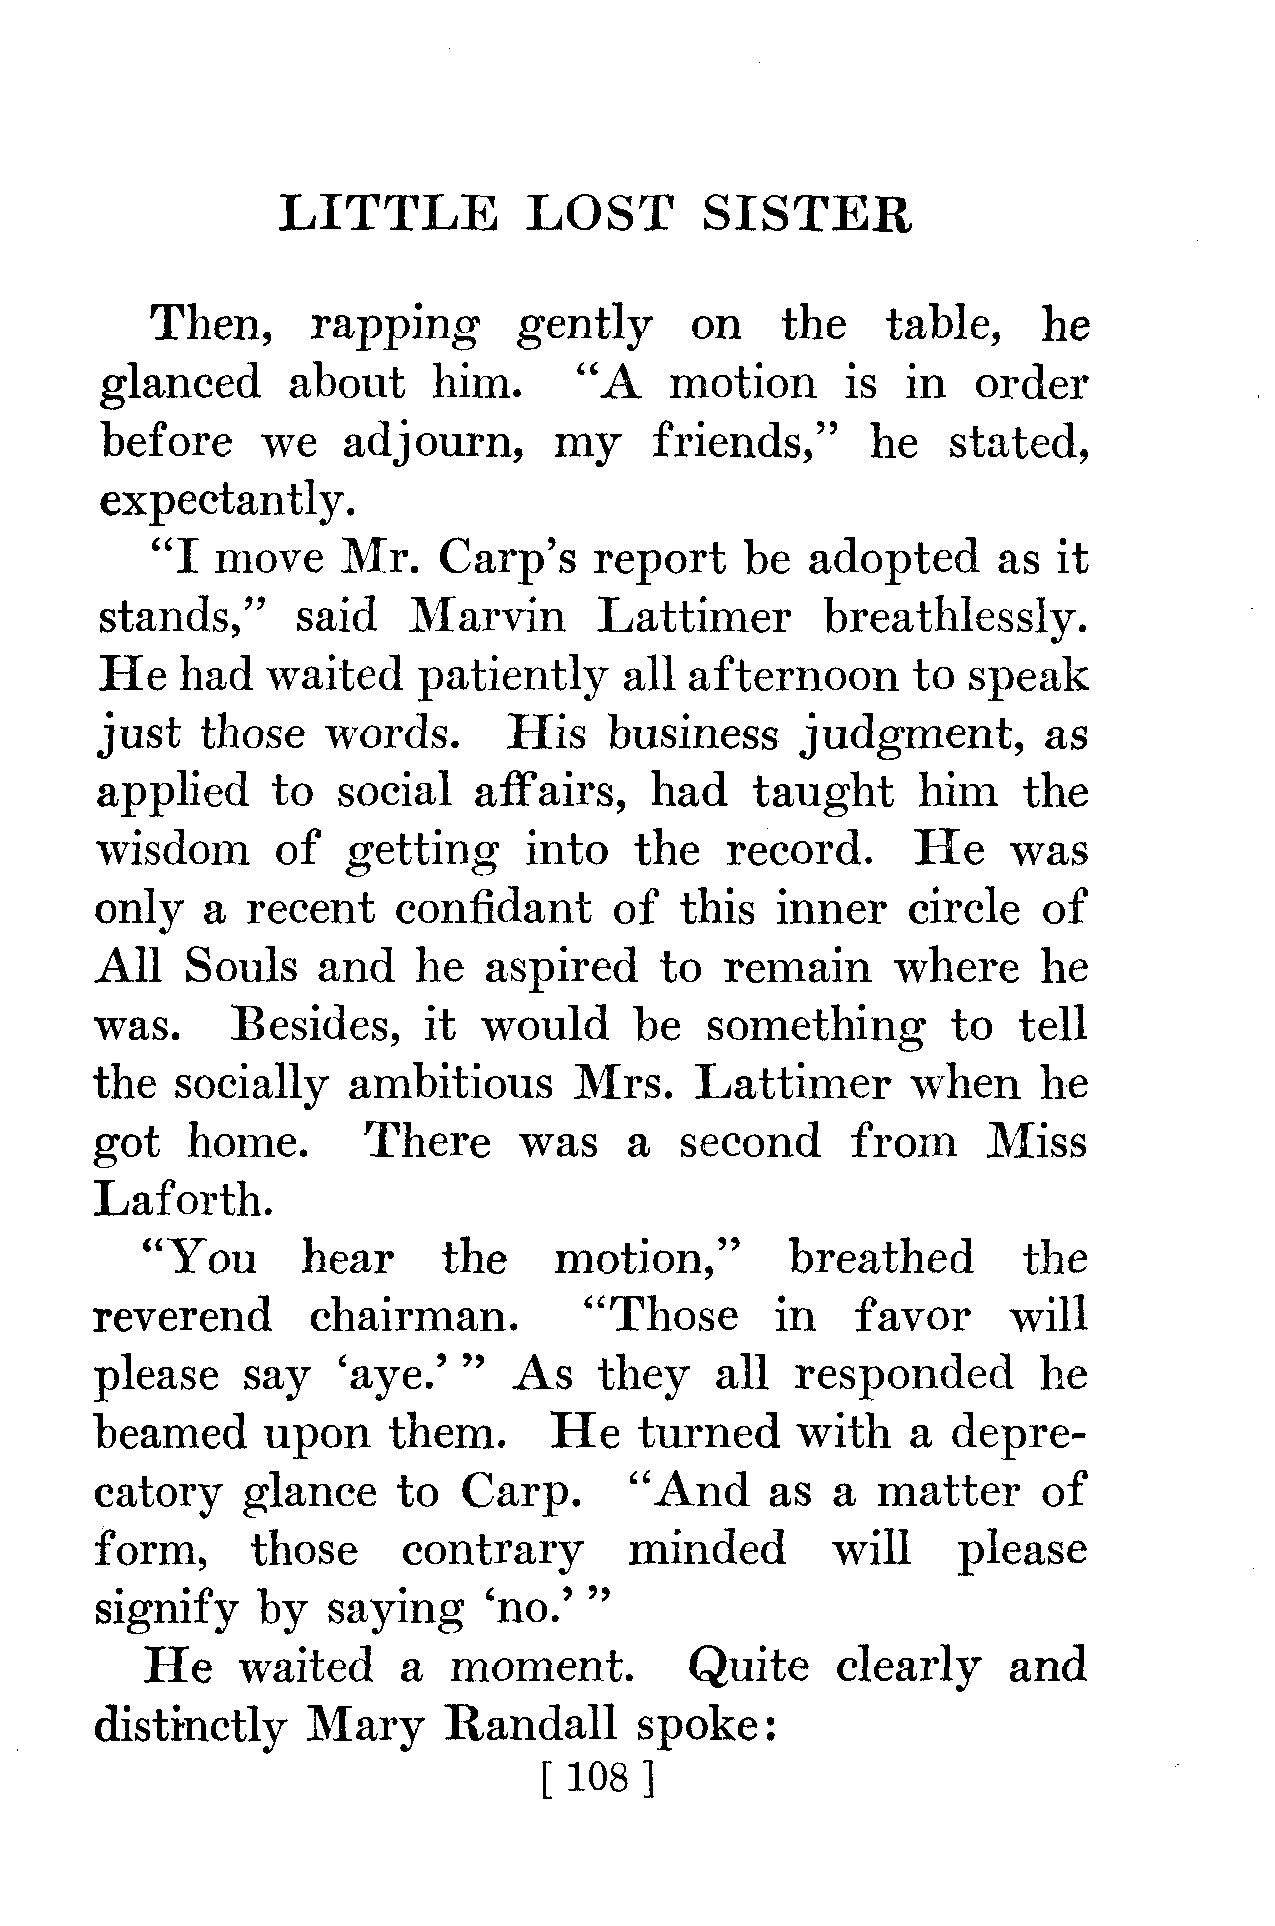 LITTLE LOST SISTER
Then, rapping gently on the table, he
glanced about him. “A motion is in order
before we adjourn, my friends,” he stated,
expectantly.
“I move Mr. Carp’s report be adopted as it
stands,” said Marvin Lattimer breathlessly.
He had waited patiently all afternoon to speak
just those words. His business judgment, as
applied to social affairs, had taught him the
wisdom of getting into the record. He was
only a recent confidant of this inner circle of
All Souls and he aspired to remain where he
was. Besides, it would be something to tell
the socially ambitious Mrs. Lattimer when he
got home. There was a second from Miss
Laforth.
“You hear the motion,” breathed the
reverend chairman. “Those in favor will
please say ‘aye.’ ” As they all responded he
beamed upon them. He turned with a depre-
catory glance to Carp. “And as a matter of
form, those contrary minded will please
signify by saying ‘no.’ ”
He waited a moment. Quite clearly and
distinctly Mary Randall spoke:
[ 108 ]